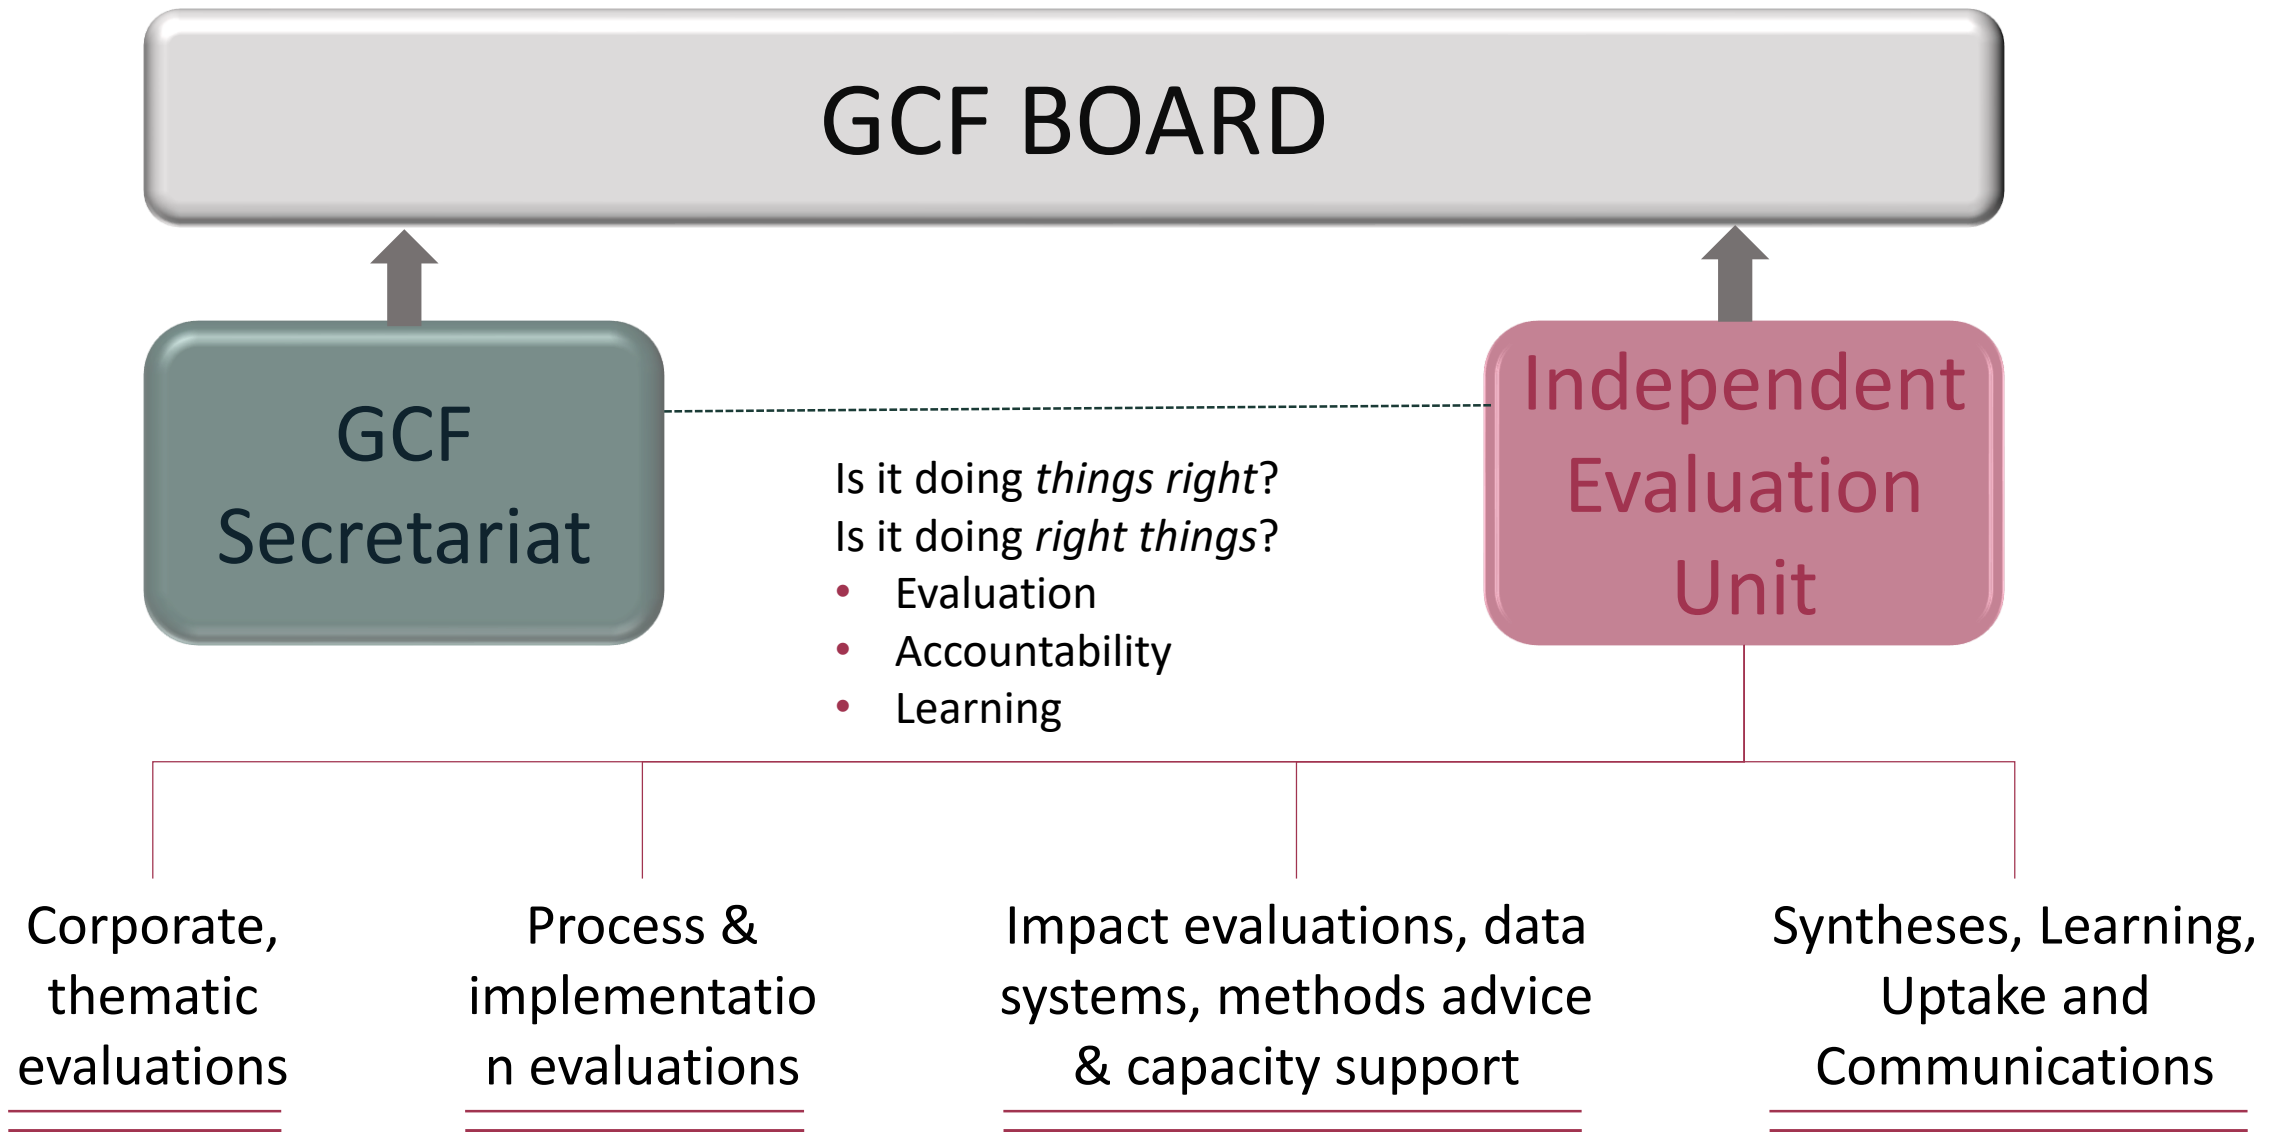 GCF BOARD
GCF
Secretariat
Independent
Evaluation
Unit
Is it doing things right?
Is it doing right things?
• Evaluation
• Accountability
• Learning
Corporate,
thematic
evaluations
Process &
implementatio
n evaluations
Impact evaluations, data
systems, methods advice
& capacity support
Syntheses, Learning,
Uptake and
Communications